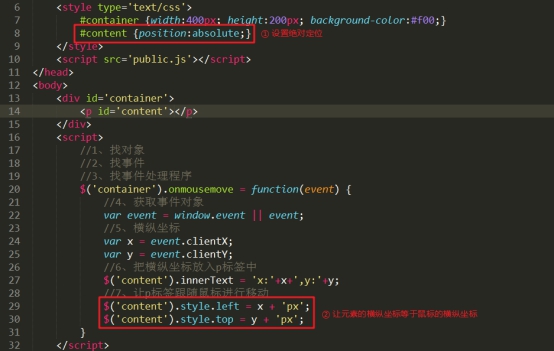 6 <style type='text/css'>
7 #container {width:400px; height:200px; background-color:#f00;}
8 #content {position:absolute;} ① 设置绝对定位
9 </style>
10 <script src='public.js'></script>
11 </head>
12 <body>
13 <div id='container'>
14 <p id='content'></p>
15 </div>
16 <script>
17 //1、找对象
18 //2、找事件
19 //3、找事件处理程序
20 $('container').onmousemove = function(event) {
21 //4、获取事件对象
22 var event = window.event || event;
23 //5、横纵坐标
24 var x = event.clientX;
25 var y = event.clientY;
26 //6、把横纵坐标放入p标签中
27 $('content').innerText = 'x:'+x+',y:'+y;
28 //7、让p标签跟随鼠标进行移动
29 $('content').style.left = x + 'px';
30 $('content').style.top = y + 'px'; ② 让元素的横纵坐标等于鼠标的横纵坐标
31 }
32 </script>